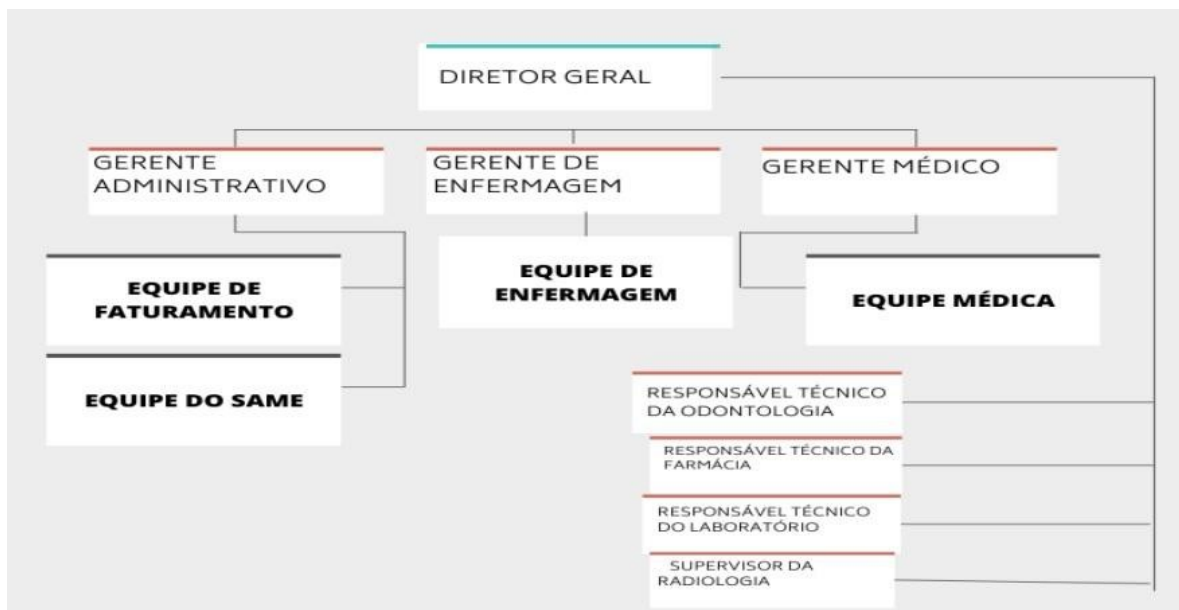 DIRETOR GERAL
GERENTE
ADMINISTRATIVO
GERENTE DE
ENFERMAGEM
GERENTE MÉDICO
EQUIPE DE
FATURAMENTO
EQUIPE DE
ENFERMAGEM
EQUIPE MÉDICA
EQUIPE DO SAME
RESPONSÁVEL TÉCNICO
DA ODONTOLOGIA
RESPONSÁVEL TÉCNICO DA
FARMÁCIA
RESPONSÁVEL TÉCNICO
DO LABORATÓRIO
SUPERVISOR DA
RADIOLOGIA